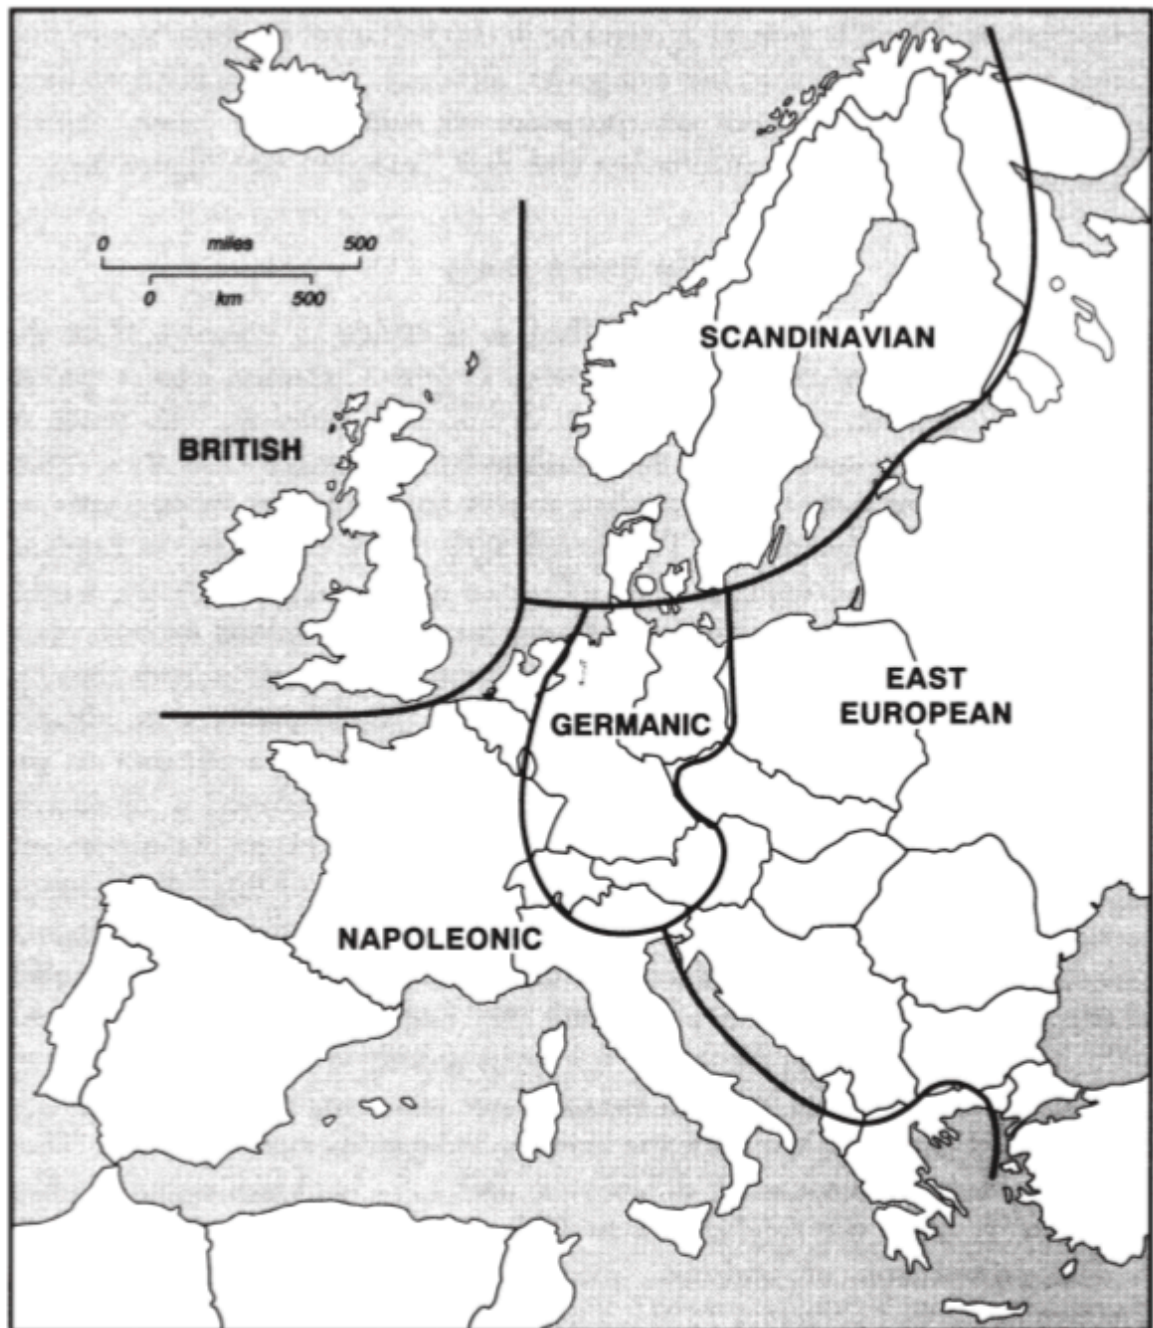 0 miles 500
0 km 500
SCANDINAVIAN
BRITISH
EAST
EUROPEAN
GERMANIC
NAPOLEONIC